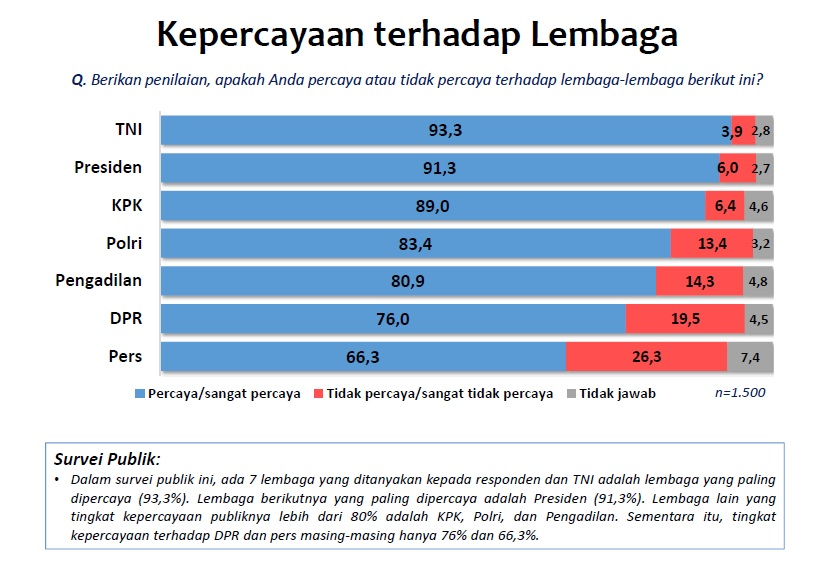 Kepercayaan terhadap Lembaga
Q. Berikan penilaian, apakah Anda percaya atau tidak percaya terhadap lembaga-lembaga berikut ini?
TNI 93,3 3,9 2,8
Presiden 91,3 6,0 2,7
KPK 89,0 6,4 4,6
Polri 83,4 13,4 3,2
Pengadilan 80,9 14,3 4,8
DPR 76,0 19,5 4,5
Pers 66,3 26,3 7,4
Percaya/sangat percaya Tidak percaya/sangat tidak percaya Tidak jawab n=1.500
Survei Publik:
• Dalam survei publik ini, ada 7 lembaga yang ditanyakan kepada responden dan TNI adalah lembaga yang paling
dipercaya (93,3%). Lembaga berikutnya yang paling dipercaya adalah Presiden (91,3%). Lembaga lain yang
tingkat kepercayaan publiknya lebih dari 80% adalah KPK, Polri, dan Pengadilan. Sementara itu, tingkat
kepercayaan terhadap DPR dan pers masing-masing hanya 76% dan 66,3%.